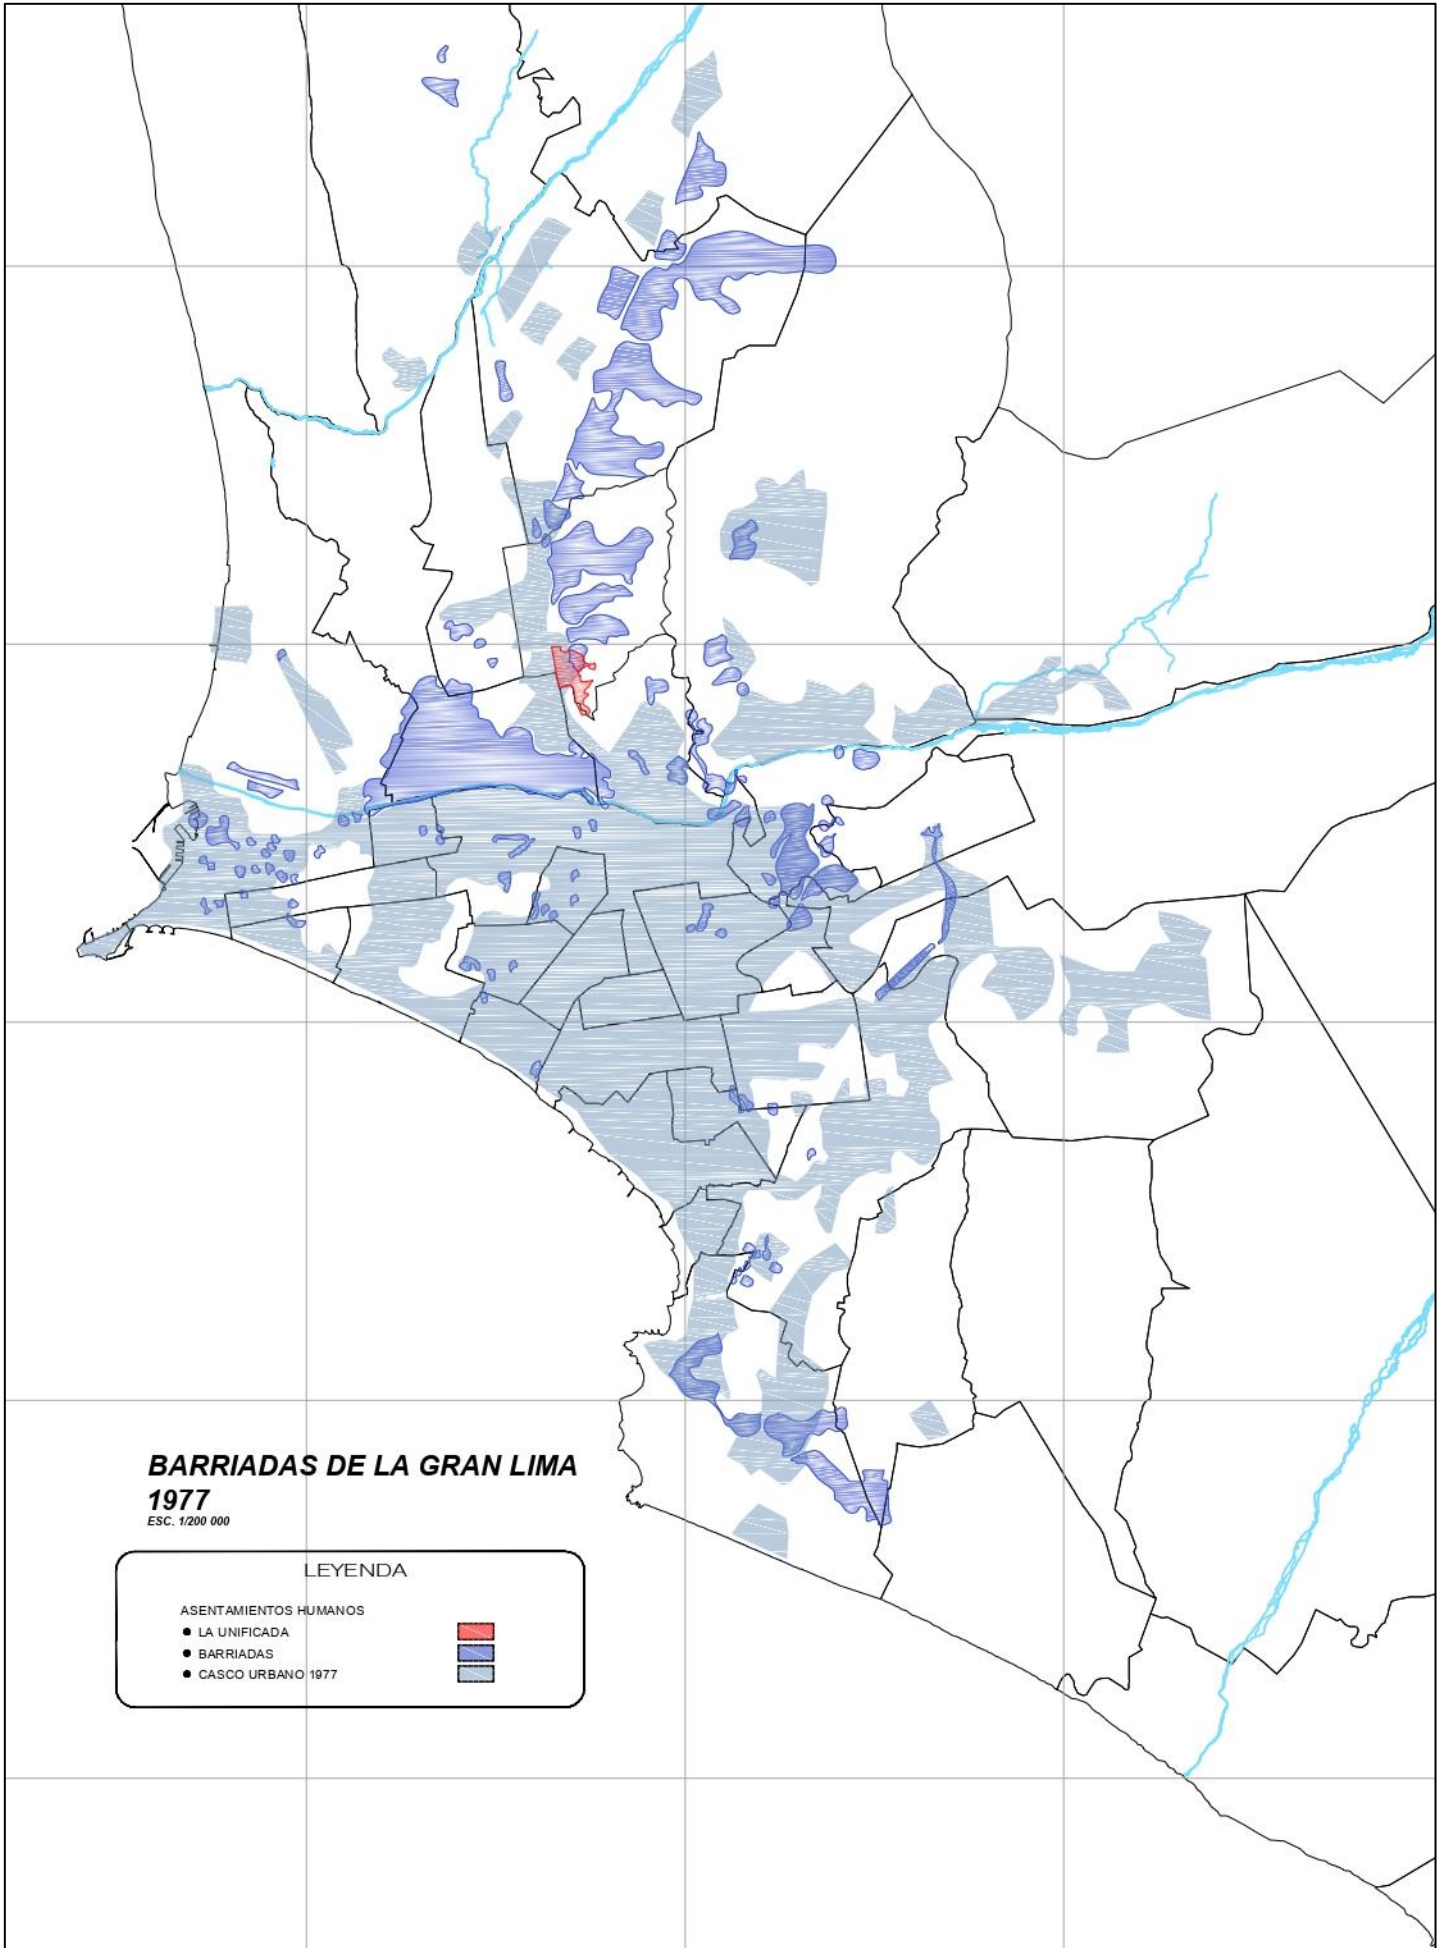 BARRIADAS DE LA GRAN LIMA
1977
ESC. 1/200 000
LEYENDA
ASENTAMIENTOS HUMANOS
● LA UNIFICADA
● BARRIADAS
● CASCO URBANO 1977